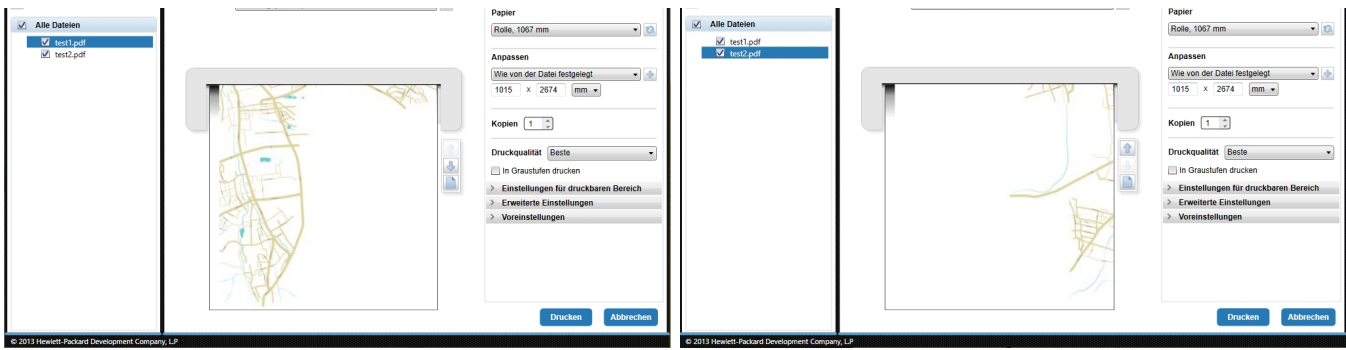 Alle Dateien
test1.pdf
test2.pdf
Papier
Rolle, 1067 mm
Anpassen
Wie von der Datei festgelegt
1015 x 2674 mm
Kopien 1
Druckqualität Beste
In Graustufen drucken
Einstellungen für druckbaren Bereich
Erweiterte Einstellungen
Voreinstellungen
Drucken Abbrechen
© 2013 Hewlett-Packard Development Company, L.P
Alle Dateien
test1.pdf
test2.pdf
Papier
Rolle, 1067 mm
Anpassen
Wie von der Datei festgelegt
1015 x 2674 mm
Kopien 1
Druckqualität Beste
In Graustufen drucken
Einstellungen für druckbaren Bereich
Erweiterte Einstellungen
Voreinstellungen
Drucken Abbrechen
© 2013 Hewlett-Packard Development Company, L.P